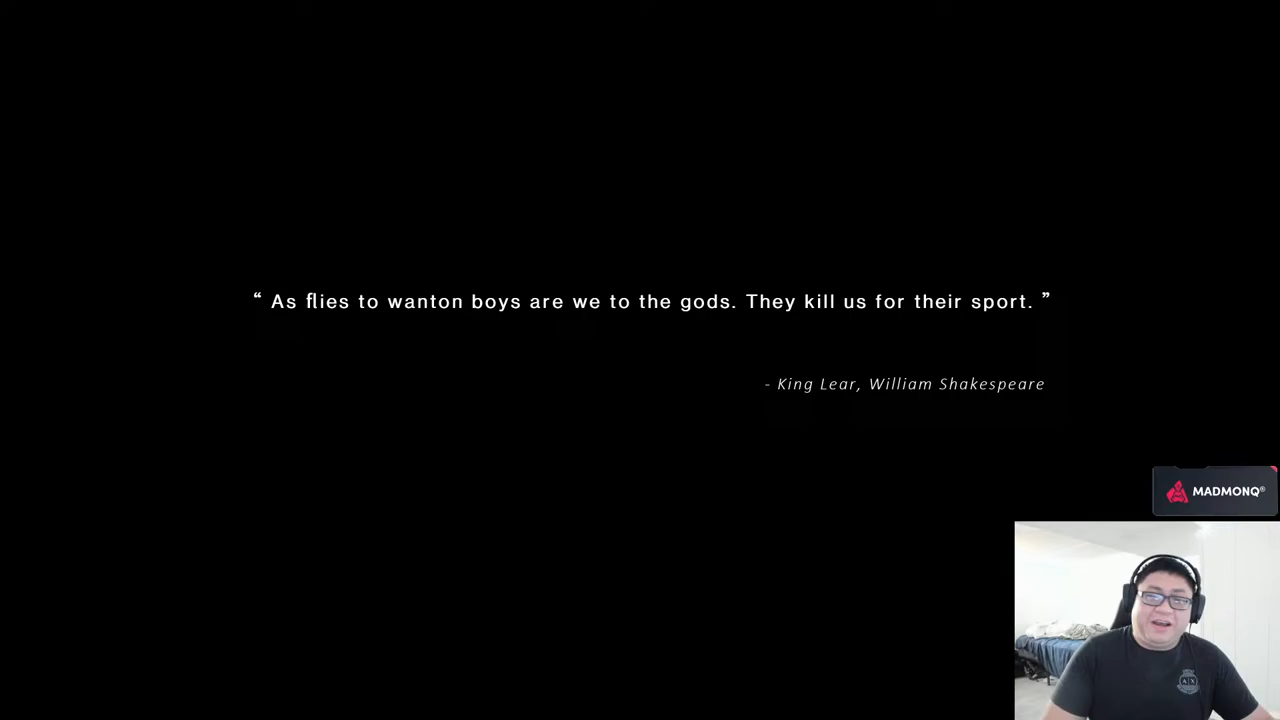 “ As flies to wanton boys are we to the gods. They kill us for their sport. ”
- King Lear, William Shakespeare
MADMONQ®
A X